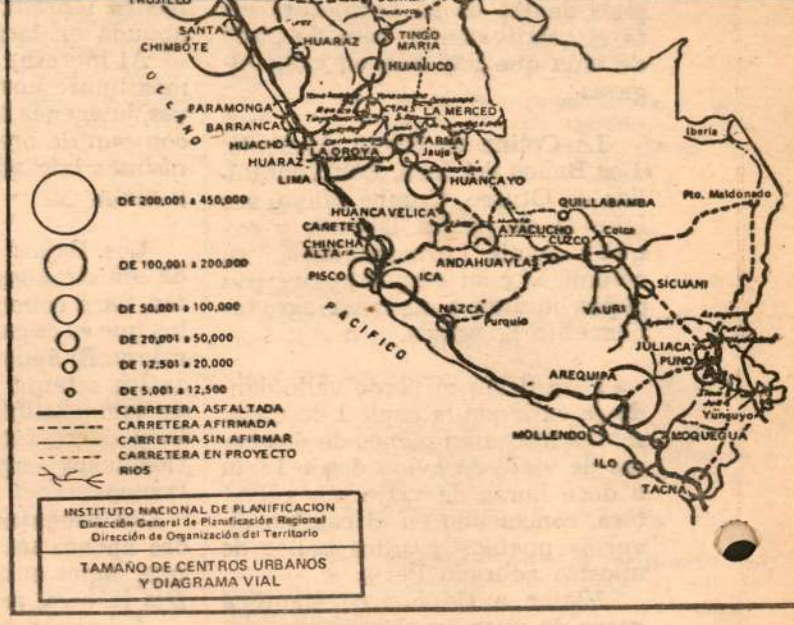 SANTA
CHIMBOTE
HUARAZ
TINGO
MARIA
HUANUCO
OCEANO
PARAMONGA
BARRANCA
HUACHO
HUARAZ
LIMA
LA OROYA
LA MERCED
TARMA
Jauja
HUANCAYO
Iberia
Pto. Maldonado
HUANCAVELICA
QUILLABAMBA
CAÑETE
CHINCHA
ALTA
AYACUCHO
CUZCO
Colca
ANDAHUAYLAS
PISCO
ICA
SICUANI
NAZCA
Purquio
YAURI
PACIFICO
JULIACA
PUNO
AREQUIPA
Yunguyo
MOLLENDO
MOQUEGUA
ILO
TACNA
DE 200,001 a 450,000
DE 100,001 a 200,000
DE 50,001 a 100,000
DE 20,001 a 50,000
DE 12,501 a 20,000
DE 5,001 a 12,500
CARRETERA ASFALTADA
CARRETERA AFIRMADA
CARRETERA SIN AFIRMAR
CARRETERA EN PROYECTO
RIOS
INSTITUTO NACIONAL DE PLANIFICACION
Dirección General de Planificación Regional
Dirección de Organización del Territorio
TAMAÑO DE CENTROS URBANOS
Y DIAGRAMA VIAL